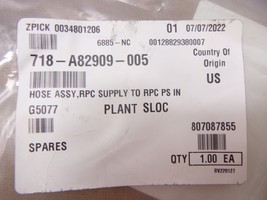 ZPICK 0034801206 01 07/07/2022
6885-NC 00128829380007
718-A82909-005 Country Of
Origin
US
HOSE ASSY,RPC SUPPLY TO RPC PS IN
G5077 PLANT SLOC
807087855
SPARES
QTY 1.00 EA